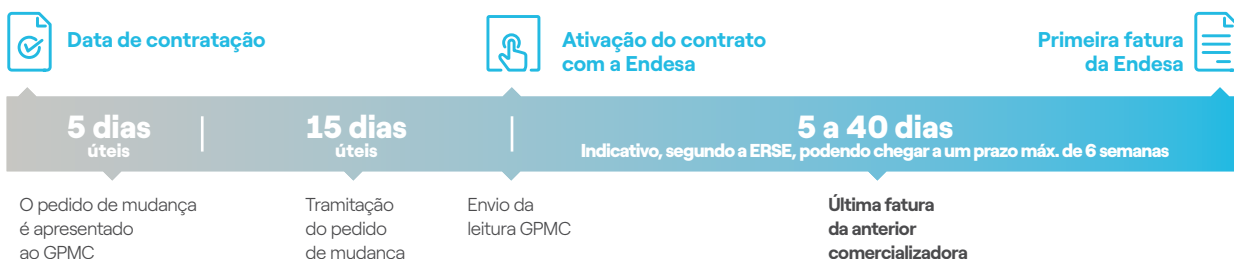 Data de contratação
Ativação do contrato
com a Endesa
Primeira fatura
da Endesa
5 dias
úteis
15 dias
úteis
5 a 40 dias
Indicativo, segundo a ERSE, podendo chegar a um prazo máx. de 6 semanas
O pedido de mudança
é apresentado
ao GPMC
Tramitação
do pedido
de mudança
Envio da
leitura GPMC
Última fatura
da anterior
comercializadora